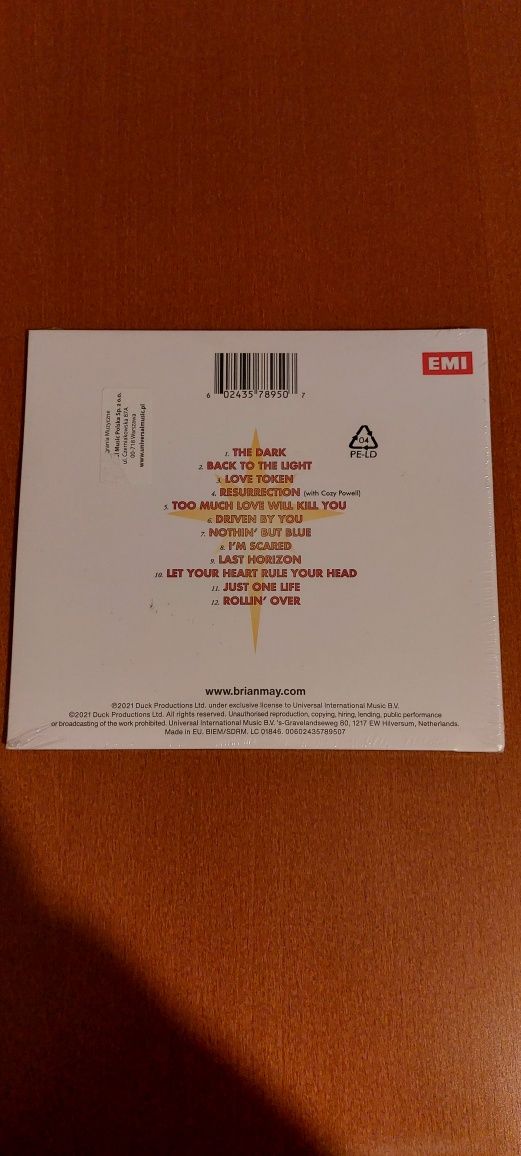 EMI
6 02435 78950 7
Music Polska Sp. z o.o.
ul. Czerniakowska 87A
00-718 Warszawa
www.universalmusic.pl
04
PE-LD
1. THE DARK
2. BACK TO THE LIGHT
3. LOVE TOKEN
4. RESURRECTION (with Cozy Powell)
5. TOO MUCH LOVE WILL KILL YOU
6. DRIVEN BY YOU
7. NOTHIN' BUT BLUE
8. I'M SCARED
9. LAST HORIZON
10. LET YOUR HEART RULE YOUR HEAD
11. JUST ONE LIFE
12. ROLLIN' OVER
www.brianmay.com
℗2021 Duck Productions Ltd. under exclusive license to Universal International Music B.V.
©2021 Duck Productions Ltd. All rights reserved. Unauthorised reproduction, copying, hiring, lending, public performance
or broadcasting of the work prohibited. Universal International Music B.V. 's-Gravelandseweg 80, 1217 EW Hilversum, Netherlands.
Made in EU. BIEM/SDRM. LC 01846. 00602435789507